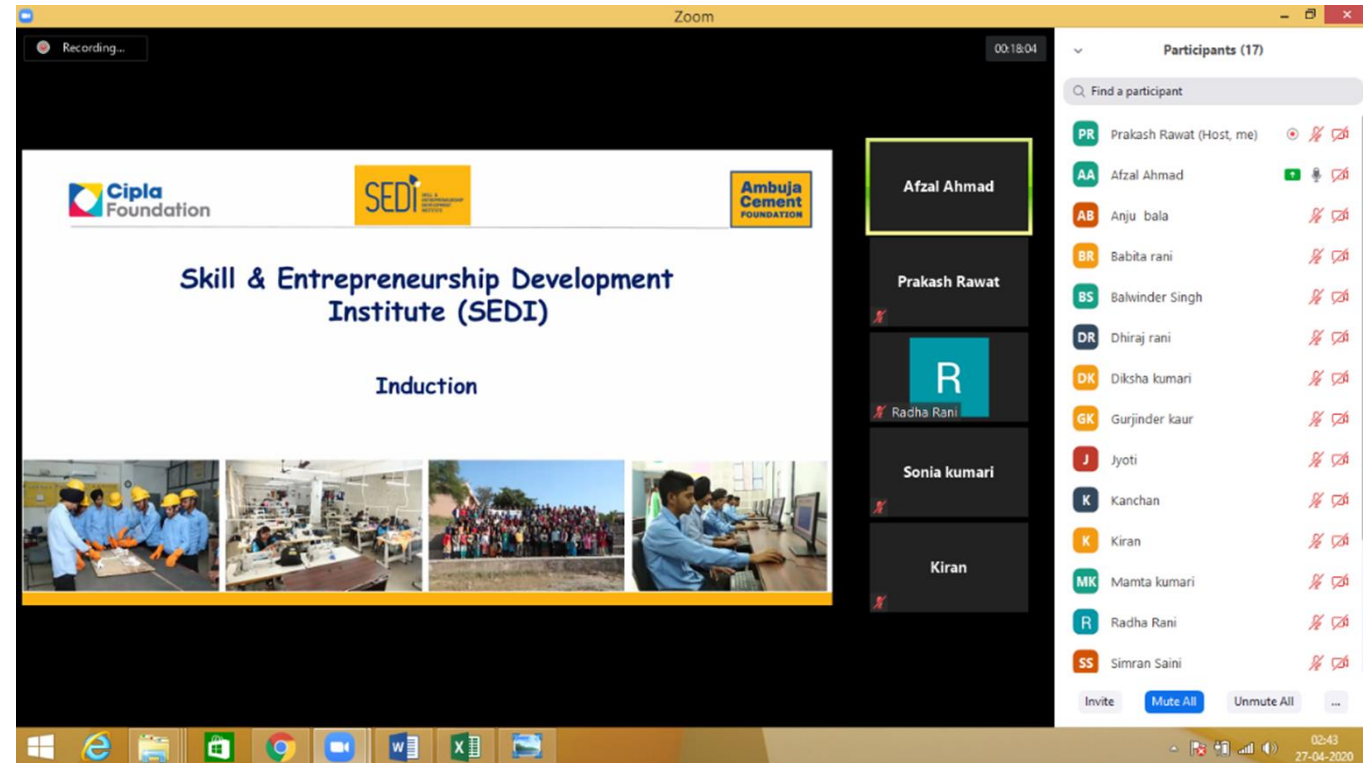 Zoom
Recording...
00:18:04
Cipla
Foundation
SEDI
SKILL &
ENTREPRENEURSHIP
DEVELOPMENT
INSTITUTE
Ambuja
Cement
FOUNDATION
Skill & Entrepreneurship Development
Institute (SEDI)
Induction
Afzal Ahmad
Prakash Rawat
R
Radha Rani
Sonia kumari
Kiran
Participants (17)
Find a participant
PR Prakash Rawat (Host, me)
AA Afzal Ahmad
AB Anju bala
BR Babita rani
BS Balwinder Singh
DR Dhiraj rani
DK Diksha kumari
GK Gurjinder kaur
J Jyoti
K Kanchan
K Kiran
MK Mamta kumari
R Radha Rani
SS Simran Saini
Invite Mute All Unmute All ...
02:43
27-04-2020